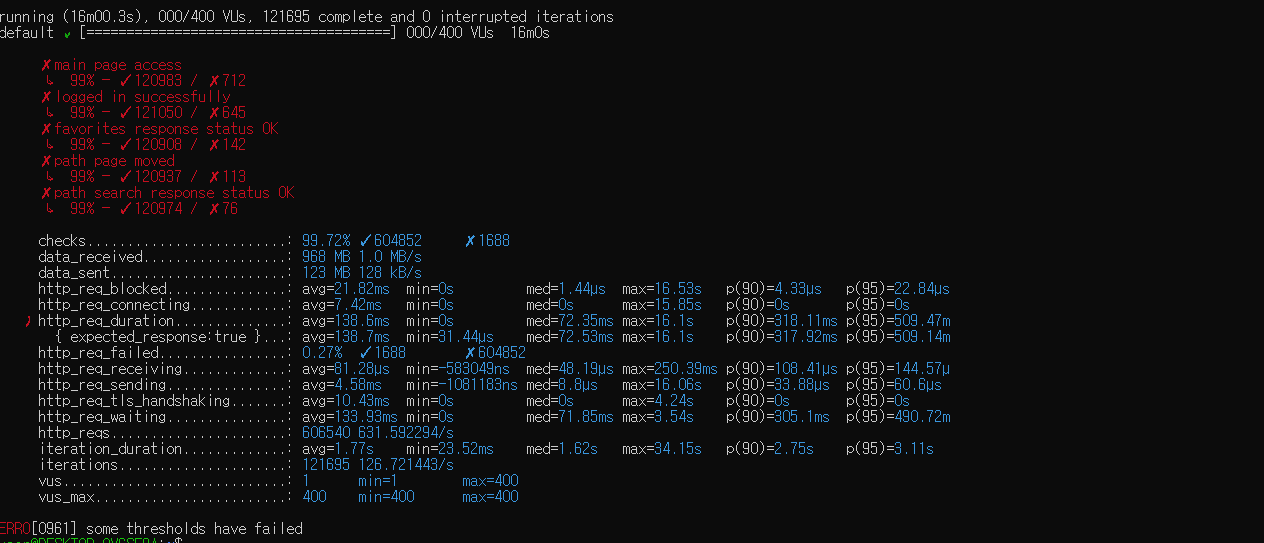 running (16m00.3s), 000/400 VUs, 121695 complete and 0 interrupted iterations
default ✓ [======================================] 000/400 VUs  16m0s
✗ main page access
↳  99% — ✓ 120983 / ✗ 712
✗ logged in successfully
↳  99% — ✓ 121050 / ✗ 645
✗ favorites response status OK
↳  99% — ✓ 120908 / ✗ 142
✗ path page moved
↳  99% — ✓ 120937 / ✗ 113
✗ path search response status OK
↳  99% — ✓ 120974 / ✗ 76
checks.........................: 99.72% ✓ 604852      ✗ 1688
data_received..................: 968 MB 1.0 MB/s
data_sent......................: 123 MB 128 kB/s
http_req_blocked...............: avg=21.82ms  min=0s          med=1.44µs  max=16.53s   p(90)=4.33µs   p(95)=22.84µs
http_req_connecting............: avg=7.42ms   min=0s          med=0s      max=15.85s   p(90)=0s       p(95)=0s
✗ http_req_duration..............: avg=138.6ms  min=0s          med=72.35ms max=16.1s    p(90)=318.11ms p(95)=509.47m
{ expected_response:true }...: avg=138.7ms  min=31.44µs     med=72.53ms max=16.1s    p(90)=317.92ms p(95)=509.14m
http_req_failed................: 0.27%  ✓ 1688        ✗ 604852
http_req_receiving.............: avg=81.28µs  min=-583049ns   med=48.19µs max=250.39ms p(90)=108.41µs p(95)=144.57µ
http_req_sending...............: avg=4.58ms   min=-1081183ns  med=8.8µs   max=16.06s   p(90)=33.88µs  p(95)=60.6µs
http_req_tls_handshaking.......: avg=10.43ms  min=0s          med=0s      max=4.24s    p(90)=0s       p(95)=0s
http_req_waiting...............: avg=133.93ms min=0s          med=71.85ms max=3.54s    p(90)=305.1ms  p(95)=490.72m
http_reqs......................: 606540 631.592294/s
iteration_duration.............: avg=1.77s    min=23.52ms     med=1.62s   max=34.15s   p(90)=2.75s    p(95)=3.11s
iterations.....................: 121695 126.721443/s
vus............................: 1      min=1         max=400
vus_max........................: 400    min=400       max=400
ERRO[0961] some thresholds have failed